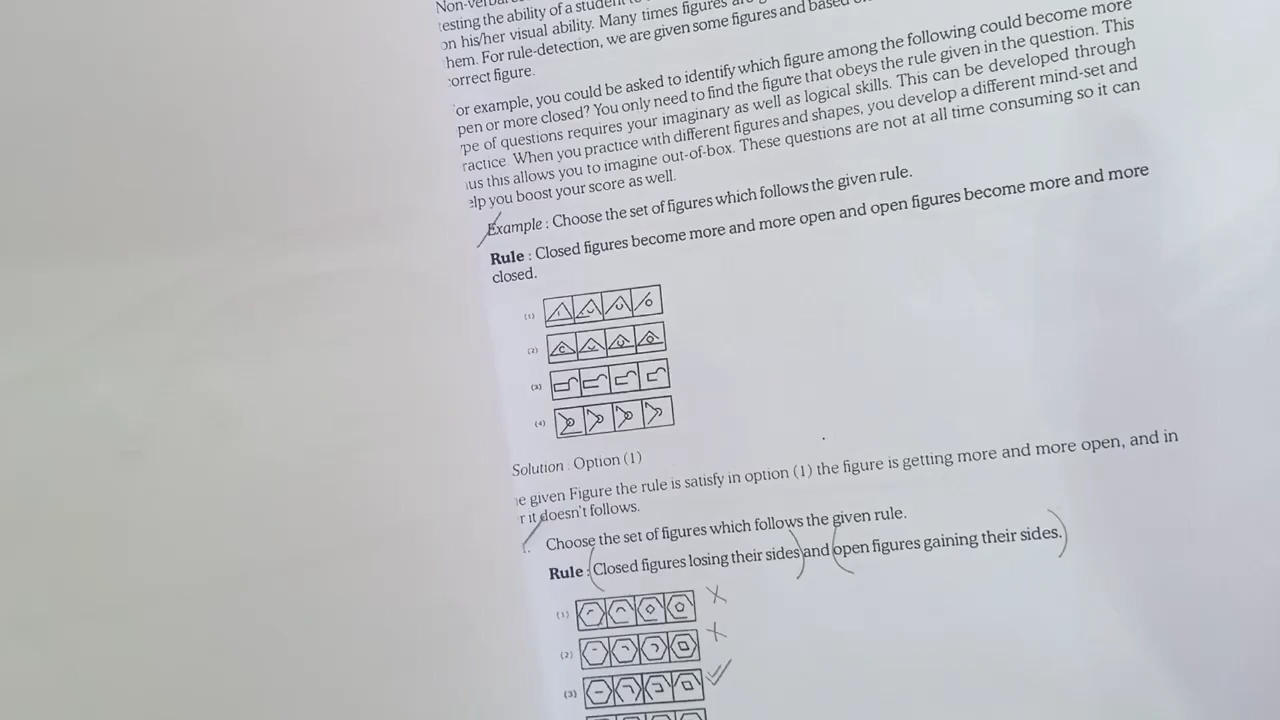 esting the ability of a student
on his/her visual ability. Many times figures are
hem. For rule-detection, we are given some figures and based
orrect figure.
or example, you could be asked to identify which figure among the following could become more
pen or more closed? You only need to find the figure that obeys the rule given in the question. This
pe of questions requires your imaginary as well as logical skills. This can be developed through
ractice. When you practice with different figures and shapes, you develop a different mind-set and
us this allows you to imagine out-of-box. These questions are not at all time consuming so it can
elp you boost your score as well.
Example : Choose the set of figures which follows the given rule.
Rule : Closed figures become more and more open and open figures become more and more
closed.
(1)
(2)
(3)
(4)
Solution : Option (1)
e given Figure the rule is satisfy in option (1) the figure is getting more and more open, and in
r it doesn't follows.
1. Choose the set of figures which follows the given rule.
Rule : Closed figures losing their sides and open figures gaining their sides.
(1)
(2)
(3)